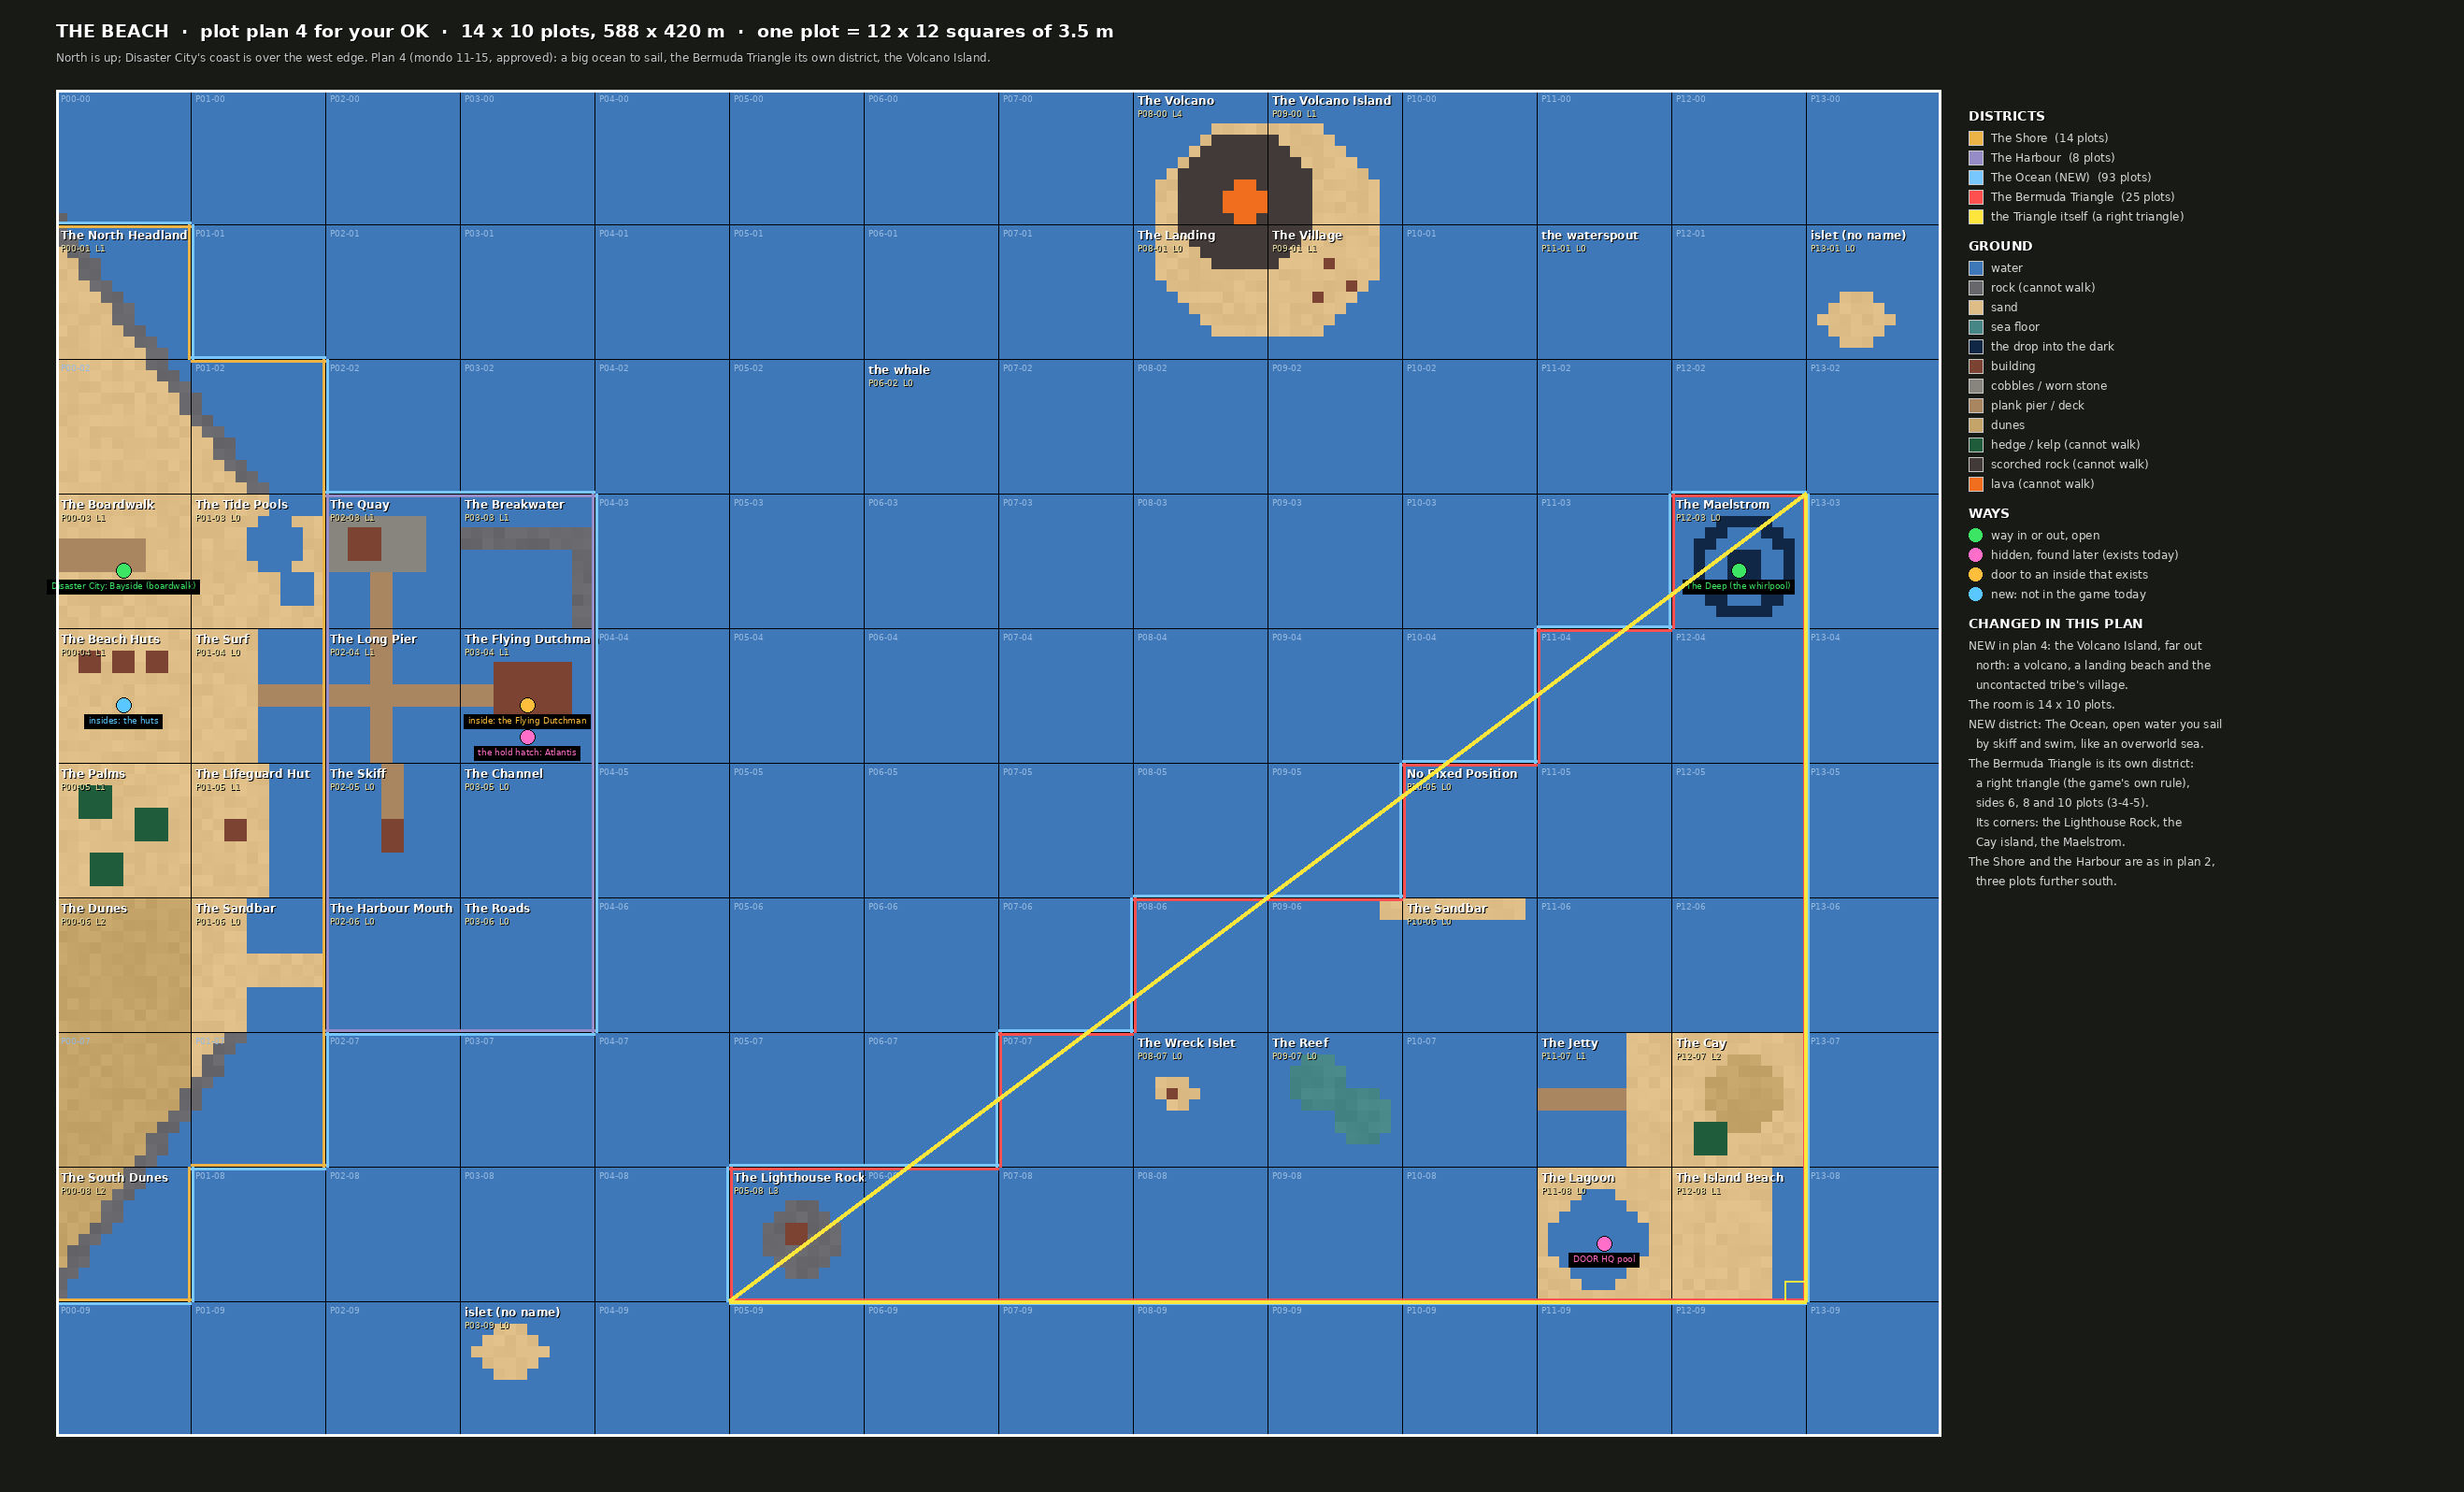 THE BEACH · plot plan 4 for your OK · 14 x 10 plots, 588 x 420 m · one plot = 12 x 12 squares of 3.5 m
North is up; Disaster City's coast is over the west edge. Plan 4 (mondo 11-15, approved): a big ocean to sail, the Bermuda Triangle its own district, the Volcano Island.
P00-00 P01-00 P02-00 P03-00 P04-00 P05-00 P06-00 P07-00 The Volcano The Volcano Island P10-00 P11-00 P12-00 P13-00
P08-00 L4 P09-00 L1
The North Headland P01-01 P02-01 P03-01 P04-01 P05-01 P06-01 P07-01 The Landing The Village P10-01 the waterspout P12-01 islet (no name)
P00-01 L1 P08-01 L0 P09-01 L1 P11-01 L0 P13-01 L0
P00-02 P01-02 P02-02 P03-02 P04-02 P05-02 the whale P07-02 P08-02 P09-02 P10-02 P11-02 P12-02 P13-02
P06-02 L0
The Boardwalk The Tide Pools The Quay The Breakwater P04-03 P05-03 P06-03 P07-03 P08-03 P09-03 P10-03 P11-03 The Maelstrom P13-03
P00-03 L1 P01-03 L0 P02-03 L1 P03-03 L1 P12-03 L0
Disaster City: Bayside (boardwalk) The Deep (the whirlpool)
The Beach Huts The Surf The Long Pier The Flying Dutchma P04-04 P05-04 P06-04 P07-04 P08-04 P09-04 P10-04 P11-04 P12-04 P13-04
P00-04 L1 P01-04 L0 P02-04 L1 P03-04 L1
insides: the huts inside: the Flying Dutchman
the hold hatch: Atlantis
The Palms The Lifeguard Hut The Skiff The Channel P04-05 P05-05 P06-05 P07-05 P08-05 P09-05 No Fixed Position P11-05 P12-05 P13-05
P00-05 L1 P01-05 L1 P02-05 L0 P03-05 L0 P10-05 L0
The Dunes The Sandbar The Harbour Mouth The Roads P04-06 P05-06 P06-06 P07-06 P08-06 P09-06 The Sandbar P11-06 P12-06 P13-06
P00-06 L2 P01-06 L0 P02-06 L0 P03-06 L0 P10-06 L0
P02-07 P03-07 P04-07 P05-07 P06-07 P07-07 The Wreck Islet The Reef P10-07 The Jetty The Cay P13-07
P08-07 L0 P09-07 L0 P11-07 L1 P12-07 L2
The South Dunes P01-08 P02-08 P03-08 P04-08 The Lighthouse Rock P07-08 P08-08 P09-08 P10-08 The Lagoon The Island Beach P13-08
P00-08 L2 P05-08 L3 P11-08 L0 P12-08 L1
DOOR HQ pool
P00-09 P01-09 P02-09 islet (no name) P04-09 P05-09 P06-09 P07-09 P08-09 P09-09 P10-09 P11-09 P12-09 P13-09
P03-09 L0
DISTRICTS
The Shore (14 plots)
The Harbour (8 plots)
The Ocean (NEW) (93 plots)
The Bermuda Triangle (25 plots)
the Triangle itself (a right triangle)
GROUND
water
rock (cannot walk)
sand
sea floor
the drop into the dark
building
cobbles / worn stone
plank pier / deck
dunes
hedge / kelp (cannot walk)
scorched rock (cannot walk)
lava (cannot walk)
WAYS
way in or out, open
hidden, found later (exists today)
door to an inside that exists
new: not in the game today
CHANGED IN THIS PLAN
NEW in plan 4: the Volcano Island, far out
north: a volcano, a landing beach and the
uncontacted tribe's village.
The room is 14 x 10 plots.
NEW district: The Ocean, open water you sail
by skiff and swim, like an overworld sea.
The Bermuda Triangle is its own district:
a right triangle (the game's own rule),
sides 6, 8 and 10 plots (3-4-5).
Its corners: the Lighthouse Rock, the
Cay island, the Maelstrom.
The Shore and the Harbour are as in plan 2,
three plots further south.